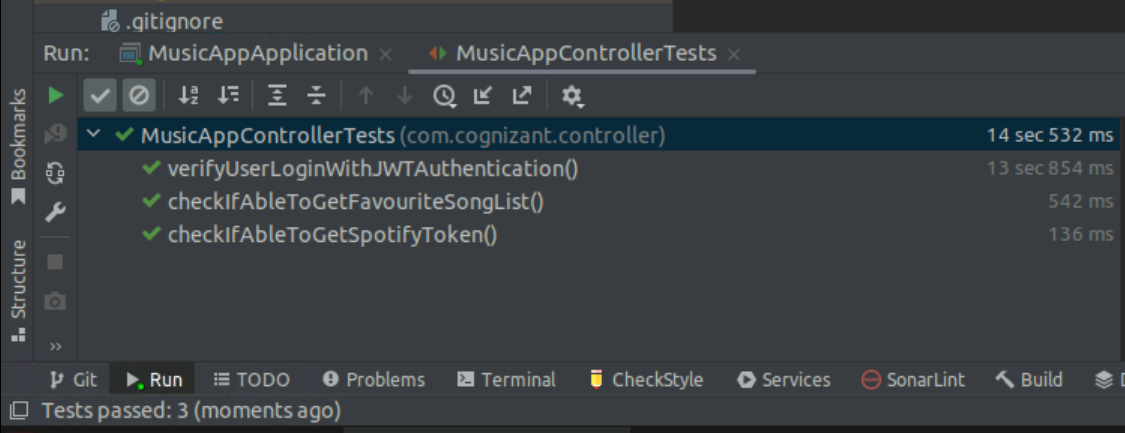 .gitignore
Run: MusicAppApplication × MusicAppControllerTests ×
MusicAppControllerTests (com.cognizant.controller) 14 sec 532 ms
verifyUserLoginWithJWTAuthentication() 13 sec 854 ms
checkIfAbleToGetFavouriteSongList() 542 ms
checkIfAbleToGetSpotifyToken() 136 ms
Bookmarks
Structure
Git Run TODO Problems Terminal CheckStyle Services SonarLint Build
Tests passed: 3 (moments ago)